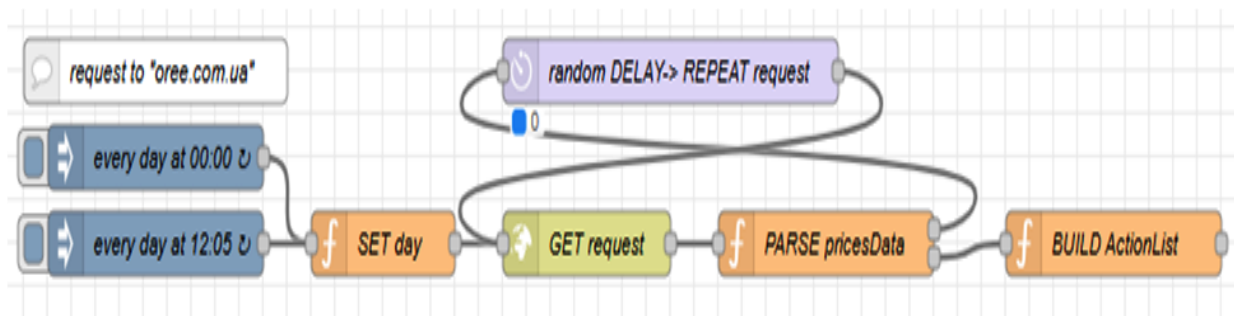 request to "oree.com.ua"
random DELAY-> REPEAT request
0
every day at 00:00 ↻
every day at 12:05 ↻
SET day
GET request
PARSE pricesData
BUILD ActionList